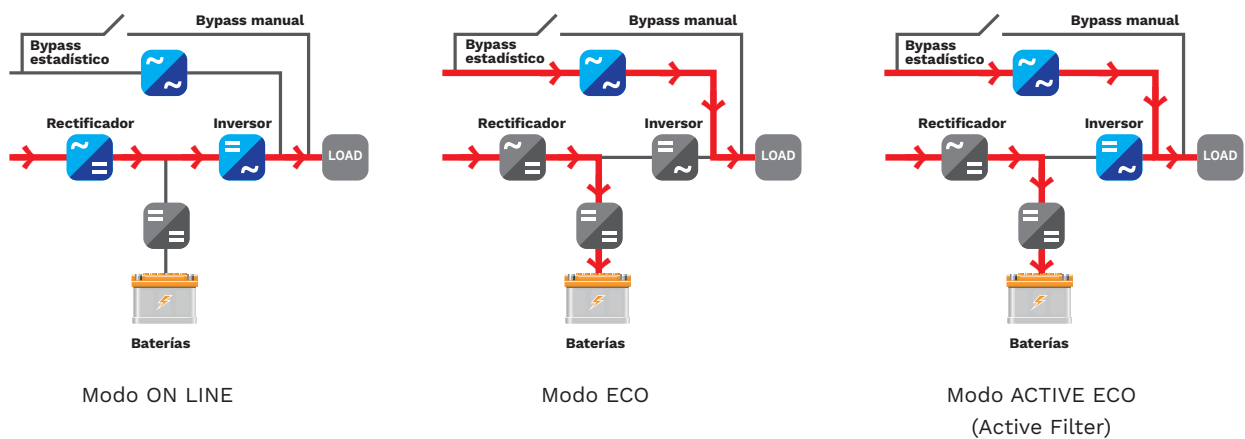 Bypass manual
Bypass
estadístico
Rectificador
Inversor
LOAD
Baterías
Modo ON LINE
Bypass manual
Bypass
estadístico
Rectificador
Inversor
LOAD
Baterías
Modo ECO
Bypass manual
Bypass
estadístico
Rectificador
Inversor
LOAD
Baterías
Modo ACTIVE ECO
(Active Filter)